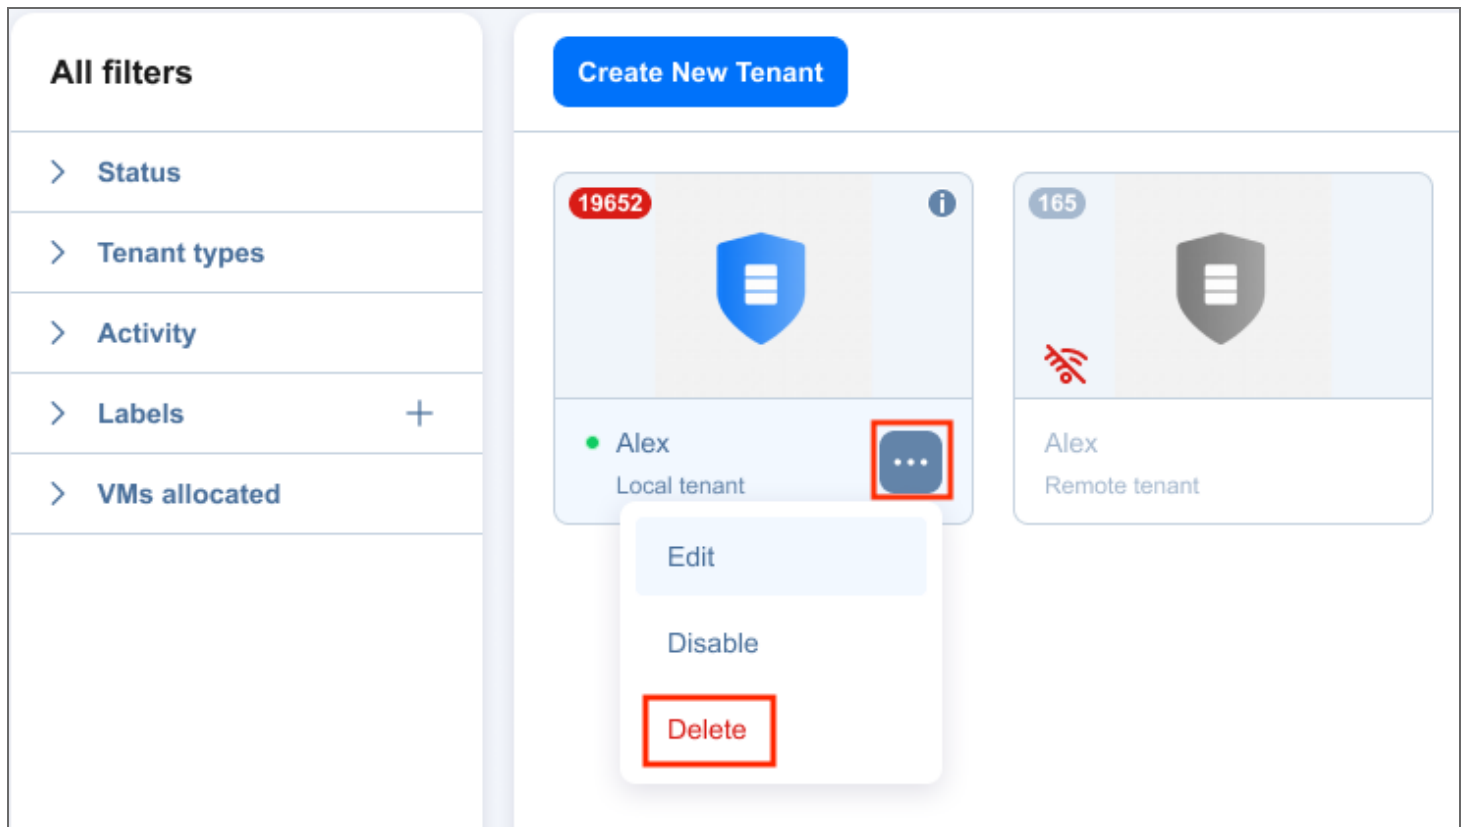 All filters
Status
Tenant types
Activity
Labels
VMs allocated
Create New Tenant
19652
Alex
Local tenant
Edit
Disable
Delete
165
Alex
Remote tenant